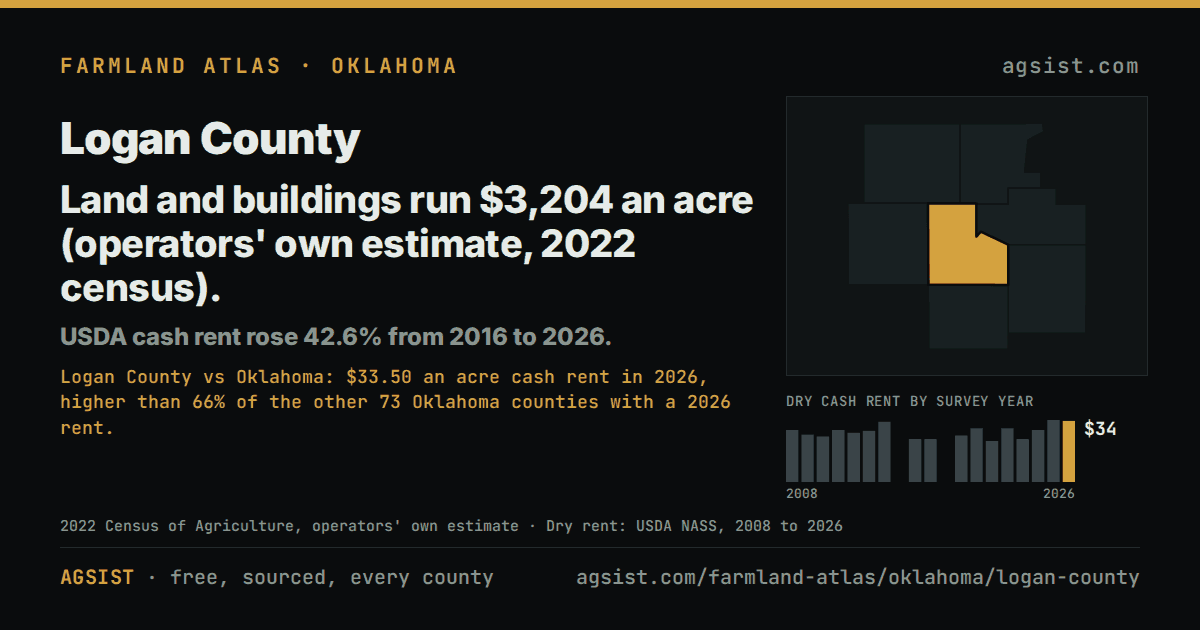 FARMLAND ATLAS · OKLAHOMA
agsist.com
Logan County
Land and buildings run $3,204 an acre
(operators' own estimate, 2022
census).
USDA cash rent rose 42.6% from 2016 to 2026.
Logan County vs Oklahoma: $33.50 an acre cash rent in 2026,
higher than 66% of the other 73 Oklahoma counties with a 2026
rent.
DRY CASH RENT BY SURVEY YEAR
$34
2008
2026
2022 Census of Agriculture, operators' own estimate · Dry rent: USDA NASS, 2008 to 2026
AGSIST · free, sourced, every county
agsist.com/farmland-atlas/oklahoma/logan-county